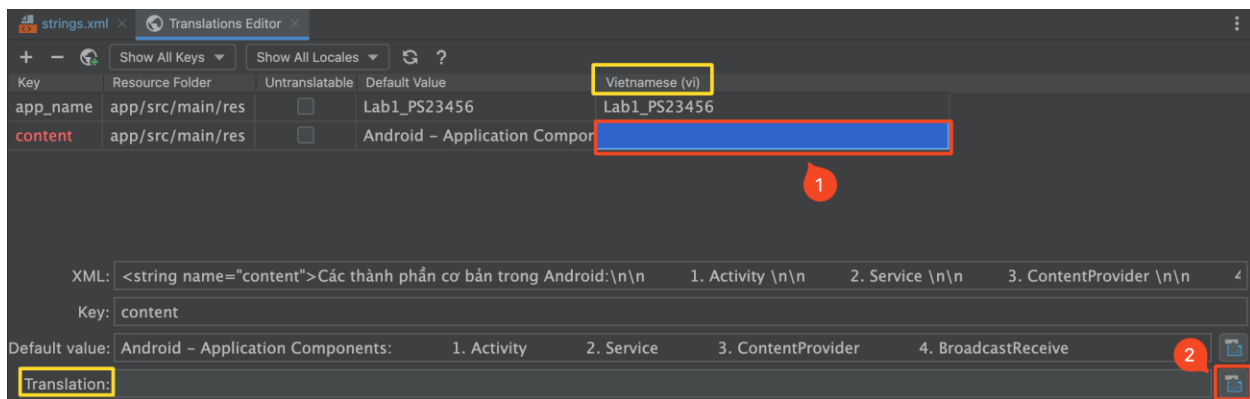 strings.xml Translations Editor
Show All Keys Show All Locales ?
Key Resource Folder Untranslatable Default Value Vietnamese (vi)
app_name app/src/main/res Lab1_PS23456 Lab1_PS23456
content app/src/main/res Android – Application Compor
1
XML: <string name="content">Các thành phần cơ bản trong Android:\n\n 1. Activity \n\n 2. Service \n\n 3. ContentProvider \n\n 4
Key: content
Default value: Android – Application Components: 1. Activity 2. Service 3. ContentProvider 4. BroadcastReceive
2
Translation: